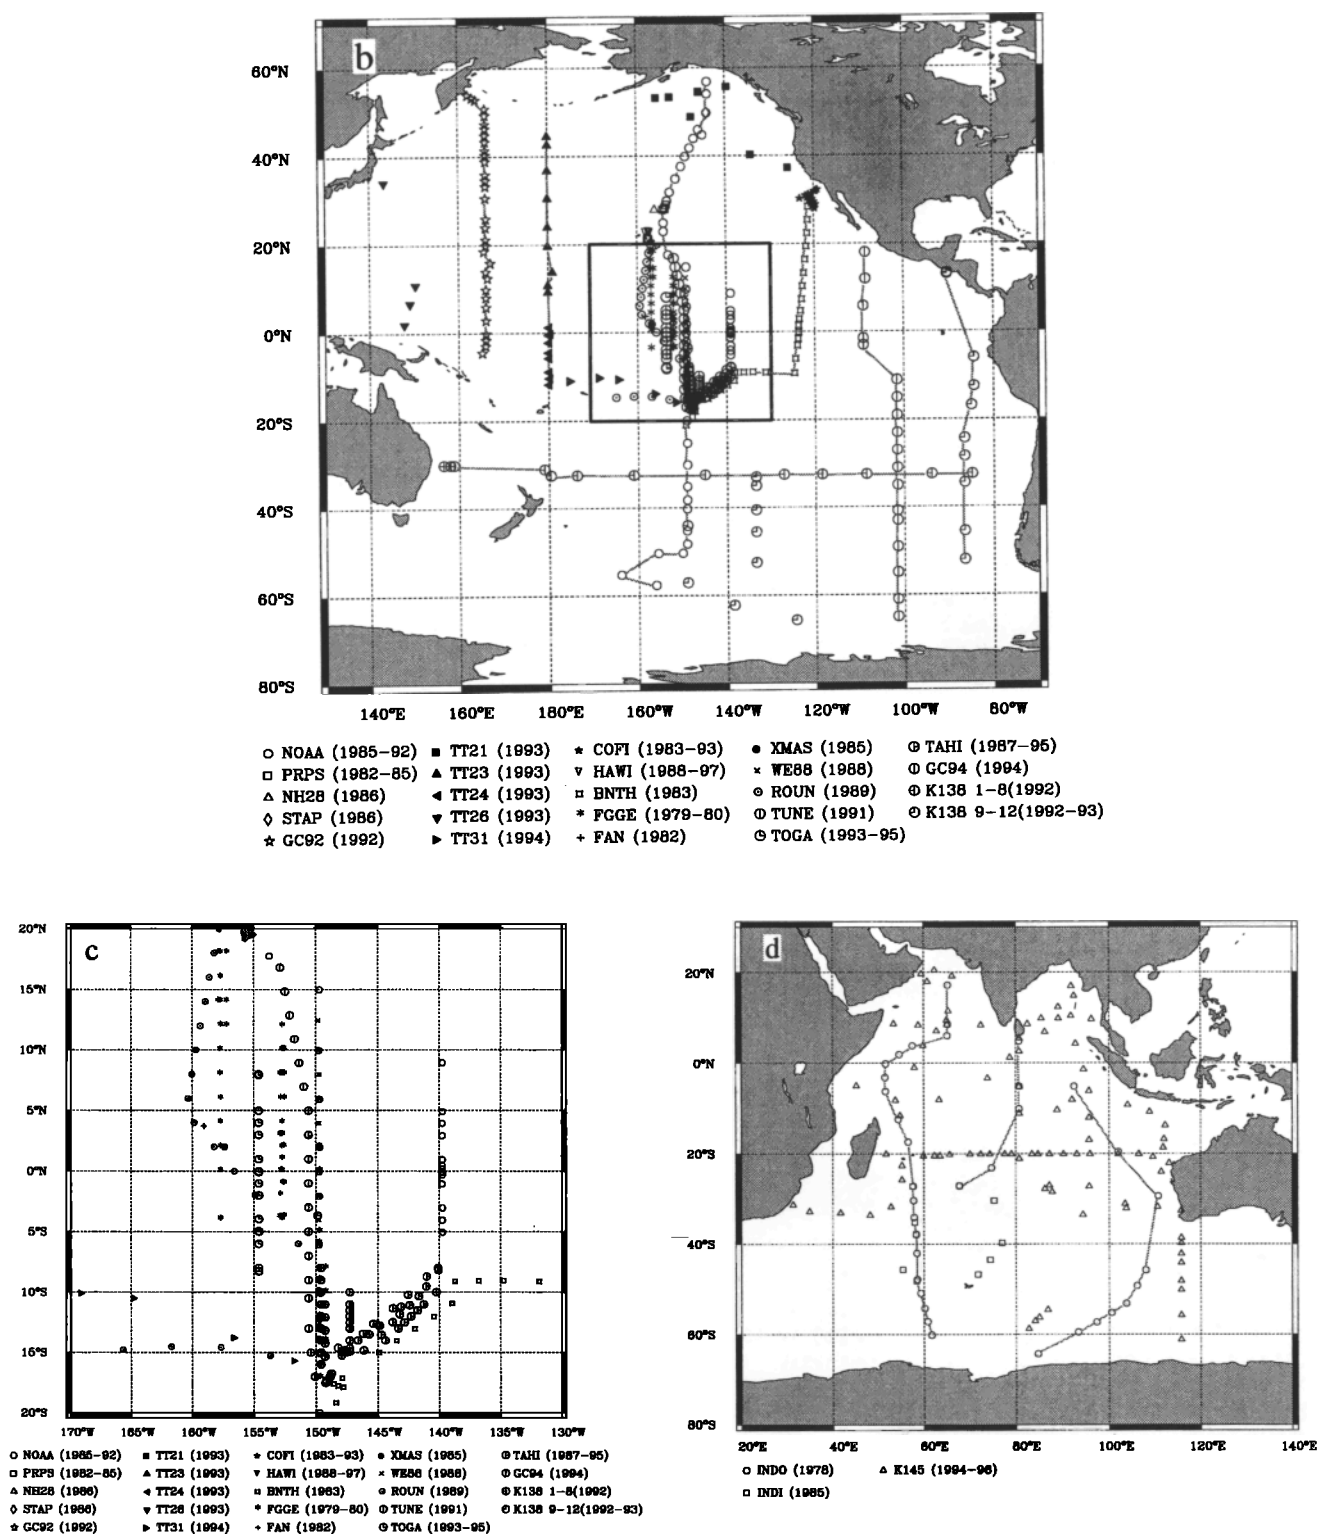 b
60°N
40°N
20°N
0°N
20°S
40°S
60°S
80°S
140°E 160°E 180°E 160°W 140°W 120°W 100°W 80°W
NOAA (1985-92) TT21 (1993) COFI (1983-93) XMAS (1985) TAHI (1987-95)
PRPS (1982-85) TT23 (1993) HAWI (1988-97) WE88 (1988) GC94 (1994)
NH28 (1986) TT24 (1993) BNTH (1983) ROUN (1989) K138 1-8(1992)
STAP (1986) TT26 (1993) FGGE (1979-80) TUNE (1991) K138 9-12(1992-93)
GC92 (1992) TT31 (1994) FAN (1982) TOGA (1993-95)
c
20°N
15°N
10°N
5°N
0°N
5°S
10°S
15°S
20°S
170°W 165°W 160°W 155°W 150°W 145°W 140°W 135°W 130°W
NOAA (1985-92) TT21 (1993) COFI (1983-93) XMAS (1985) TAHI (1987-95)
PRPS (1982-85) TT23 (1993) HAWI (1988-97) WE88 (1988) GC94 (1994)
NH28 (1986) TT24 (1993) BNTH (1983) ROUN (1989) K138 1-8(1992)
STAP (1986) TT26 (1993) FGGE (1979-80) TUNE (1991) K138 9-12(1992-93)
GC92 (1992) TT31 (1994) FAN (1982) TOGA (1993-95)
d
20°N
0°N
20°S
40°S
60°S
80°S
20°E 40°E 60°E 80°E 100°E 120°E 140°E
INDO (1978) K145 (1994-96)
INDI (1985)